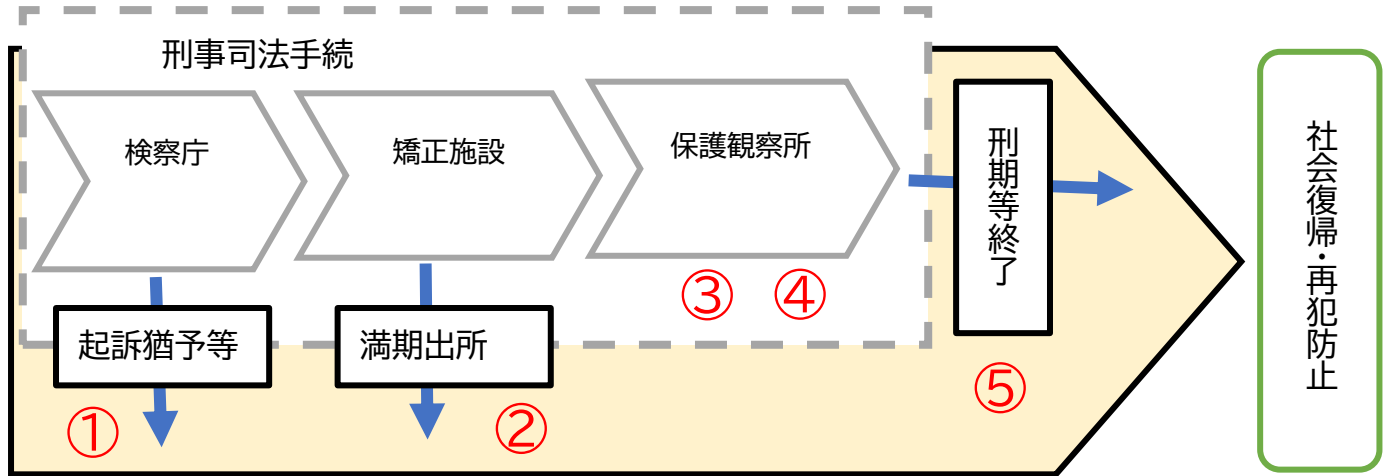 刑事司法手続
検察庁
矯正施設
保護観察所
刑期等終了
社会復帰・再犯防止
③
④
起訴猶予等
満期出所
⑤
①
②